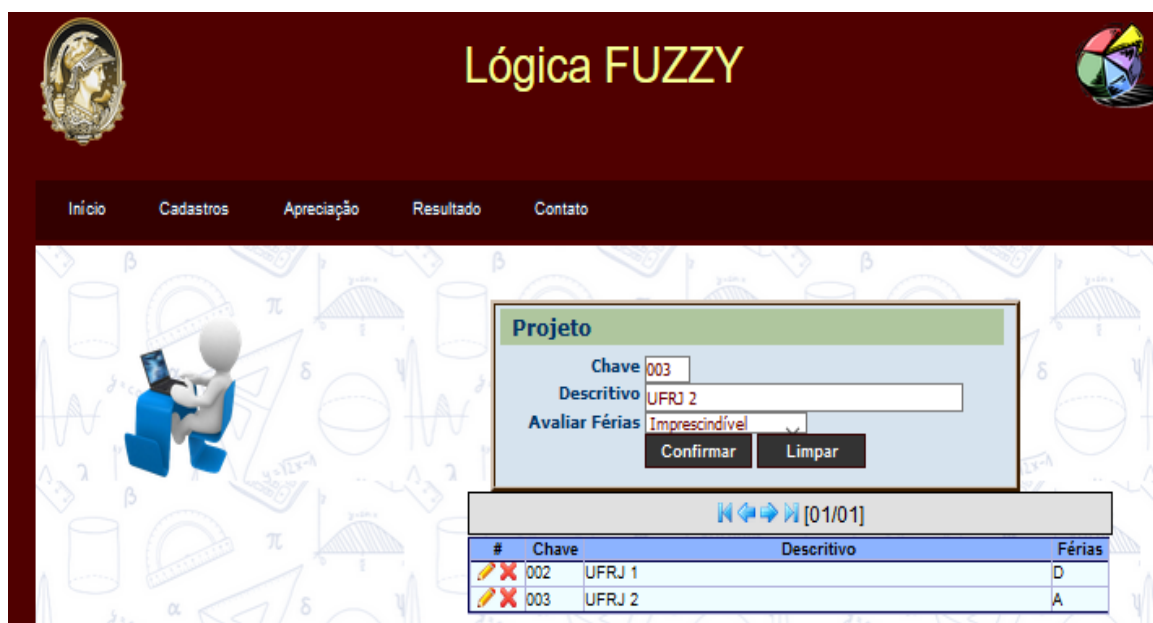 Lógica FUZZY
Início Cadastros Apreciação Resultado Contato
Projeto
Chave 003
Descritivo UFRJ 2
Avaliar Férias Imprescindível
Confirmar Limpar
[01/01]
# Chave Descritivo Férias
002 UFRJ 1 D
003 UFRJ 2 A